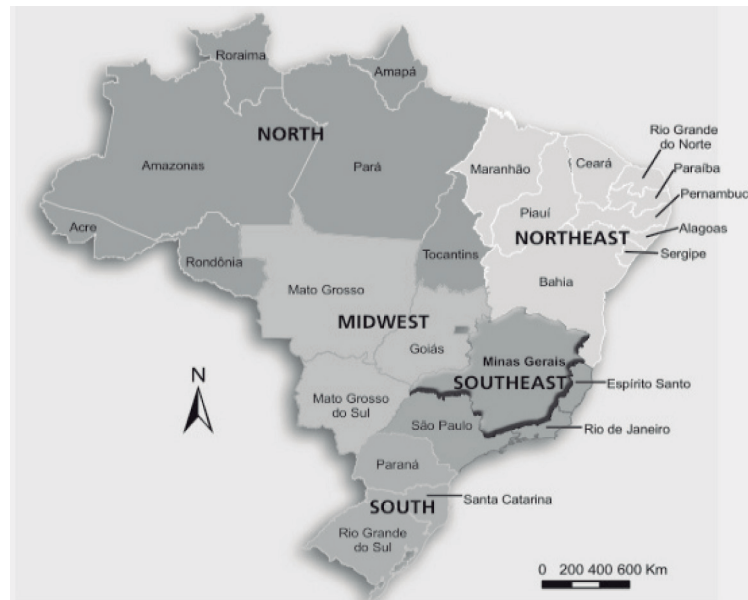 Roraima
Amapá
NORTH
Amazonas
Pará
Acre
Rondônia
Tocantins
Maranhão
Ceará
Rio Grande
do Norte
Paraíba
Pernambuc
Piauí
NORTHEAST
Alagoas
Sergipe
Bahia
Mato Grosso
MIDWEST
Goiás
Minas Gerais
SOUTHEAST
Espírito Santo
Mato Grosso
do Sul
São Paulo
Rio de Janeiro
Paraná
Santa Catarina
SOUTH
Rio Grande
do Sul
N
0 200 400 600 Km